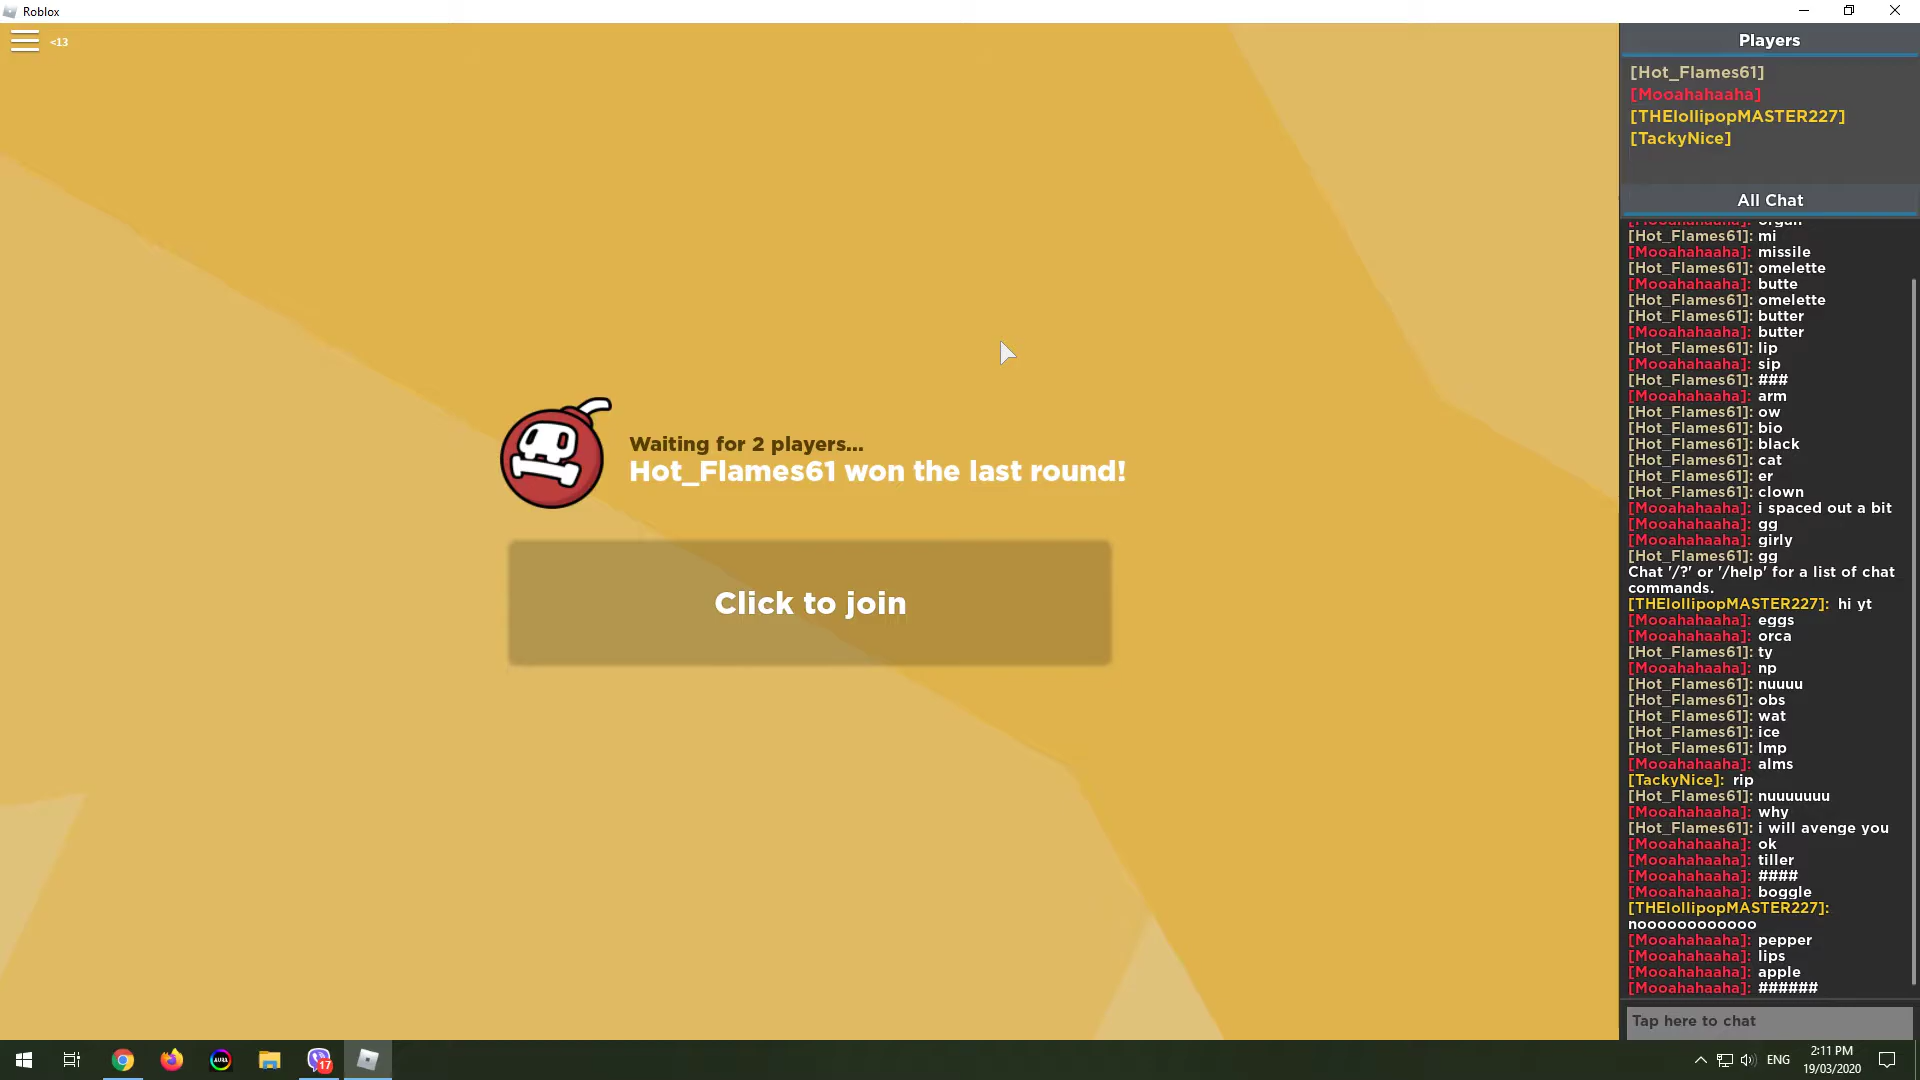 Roblox
<13
Players
[Hot_Flames61]
[Mooahahaaha]
[THElollipopMASTER227]
[TackyNice]
All Chat
[Mooahahaaha]: organ
[Hot_Flames61]: mi
[Mooahahaaha]: missile
[Hot_Flames61]: omelette
[Mooahahaaha]: butte
[Hot_Flames61]: omelette
[Hot_Flames61]: butter
[Mooahahaaha]: butter
[Hot_Flames61]: lip
[Mooahahaaha]: sip
[Hot_Flames61]: ###
[Mooahahaaha]: arm
[Hot_Flames61]: ow
[Hot_Flames61]: bio
[Hot_Flames61]: black
[Hot_Flames61]: cat
[Hot_Flames61]: er
[Hot_Flames61]: clown
[Mooahahaaha]: i spaced out a bit
[Mooahahaaha]: gg
[Mooahahaaha]: girly
[Hot_Flames61]: gg
Chat '/?' or '/help' for a list of chat
commands.
[THElollipopMASTER227]: hi yt
[Mooahahaaha]: eggs
[Mooahahaaha]: orca
[Hot_Flames61]: ty
[Mooahahaaha]: np
[Hot_Flames61]: nuuuu
[Hot_Flames61]: obs
[Hot_Flames61]: wat
[Hot_Flames61]: ice
[Hot_Flames61]: lmp
[Mooahahaaha]: alms
[TackyNice]: rip
[Hot_Flames61]: nuuuuuuu
[Mooahahaaha]: why
[Hot_Flames61]: i will avenge you
[Mooahahaaha]: ok
[Mooahahaaha]: tiller
[Mooahahaaha]: ####
[Mooahahaaha]: boggle
[THElollipopMASTER227]:
noooooooooooo
[Mooahahaaha]: pepper
[Mooahahaaha]: lips
[Mooahahaaha]: apple
[Mooahahaaha]: ######
Tap here to chat
Waiting for 2 players...
Hot_Flames61 won the last round!
Click to join
AURA
17
ENG
2:11 PM
19/03/2020